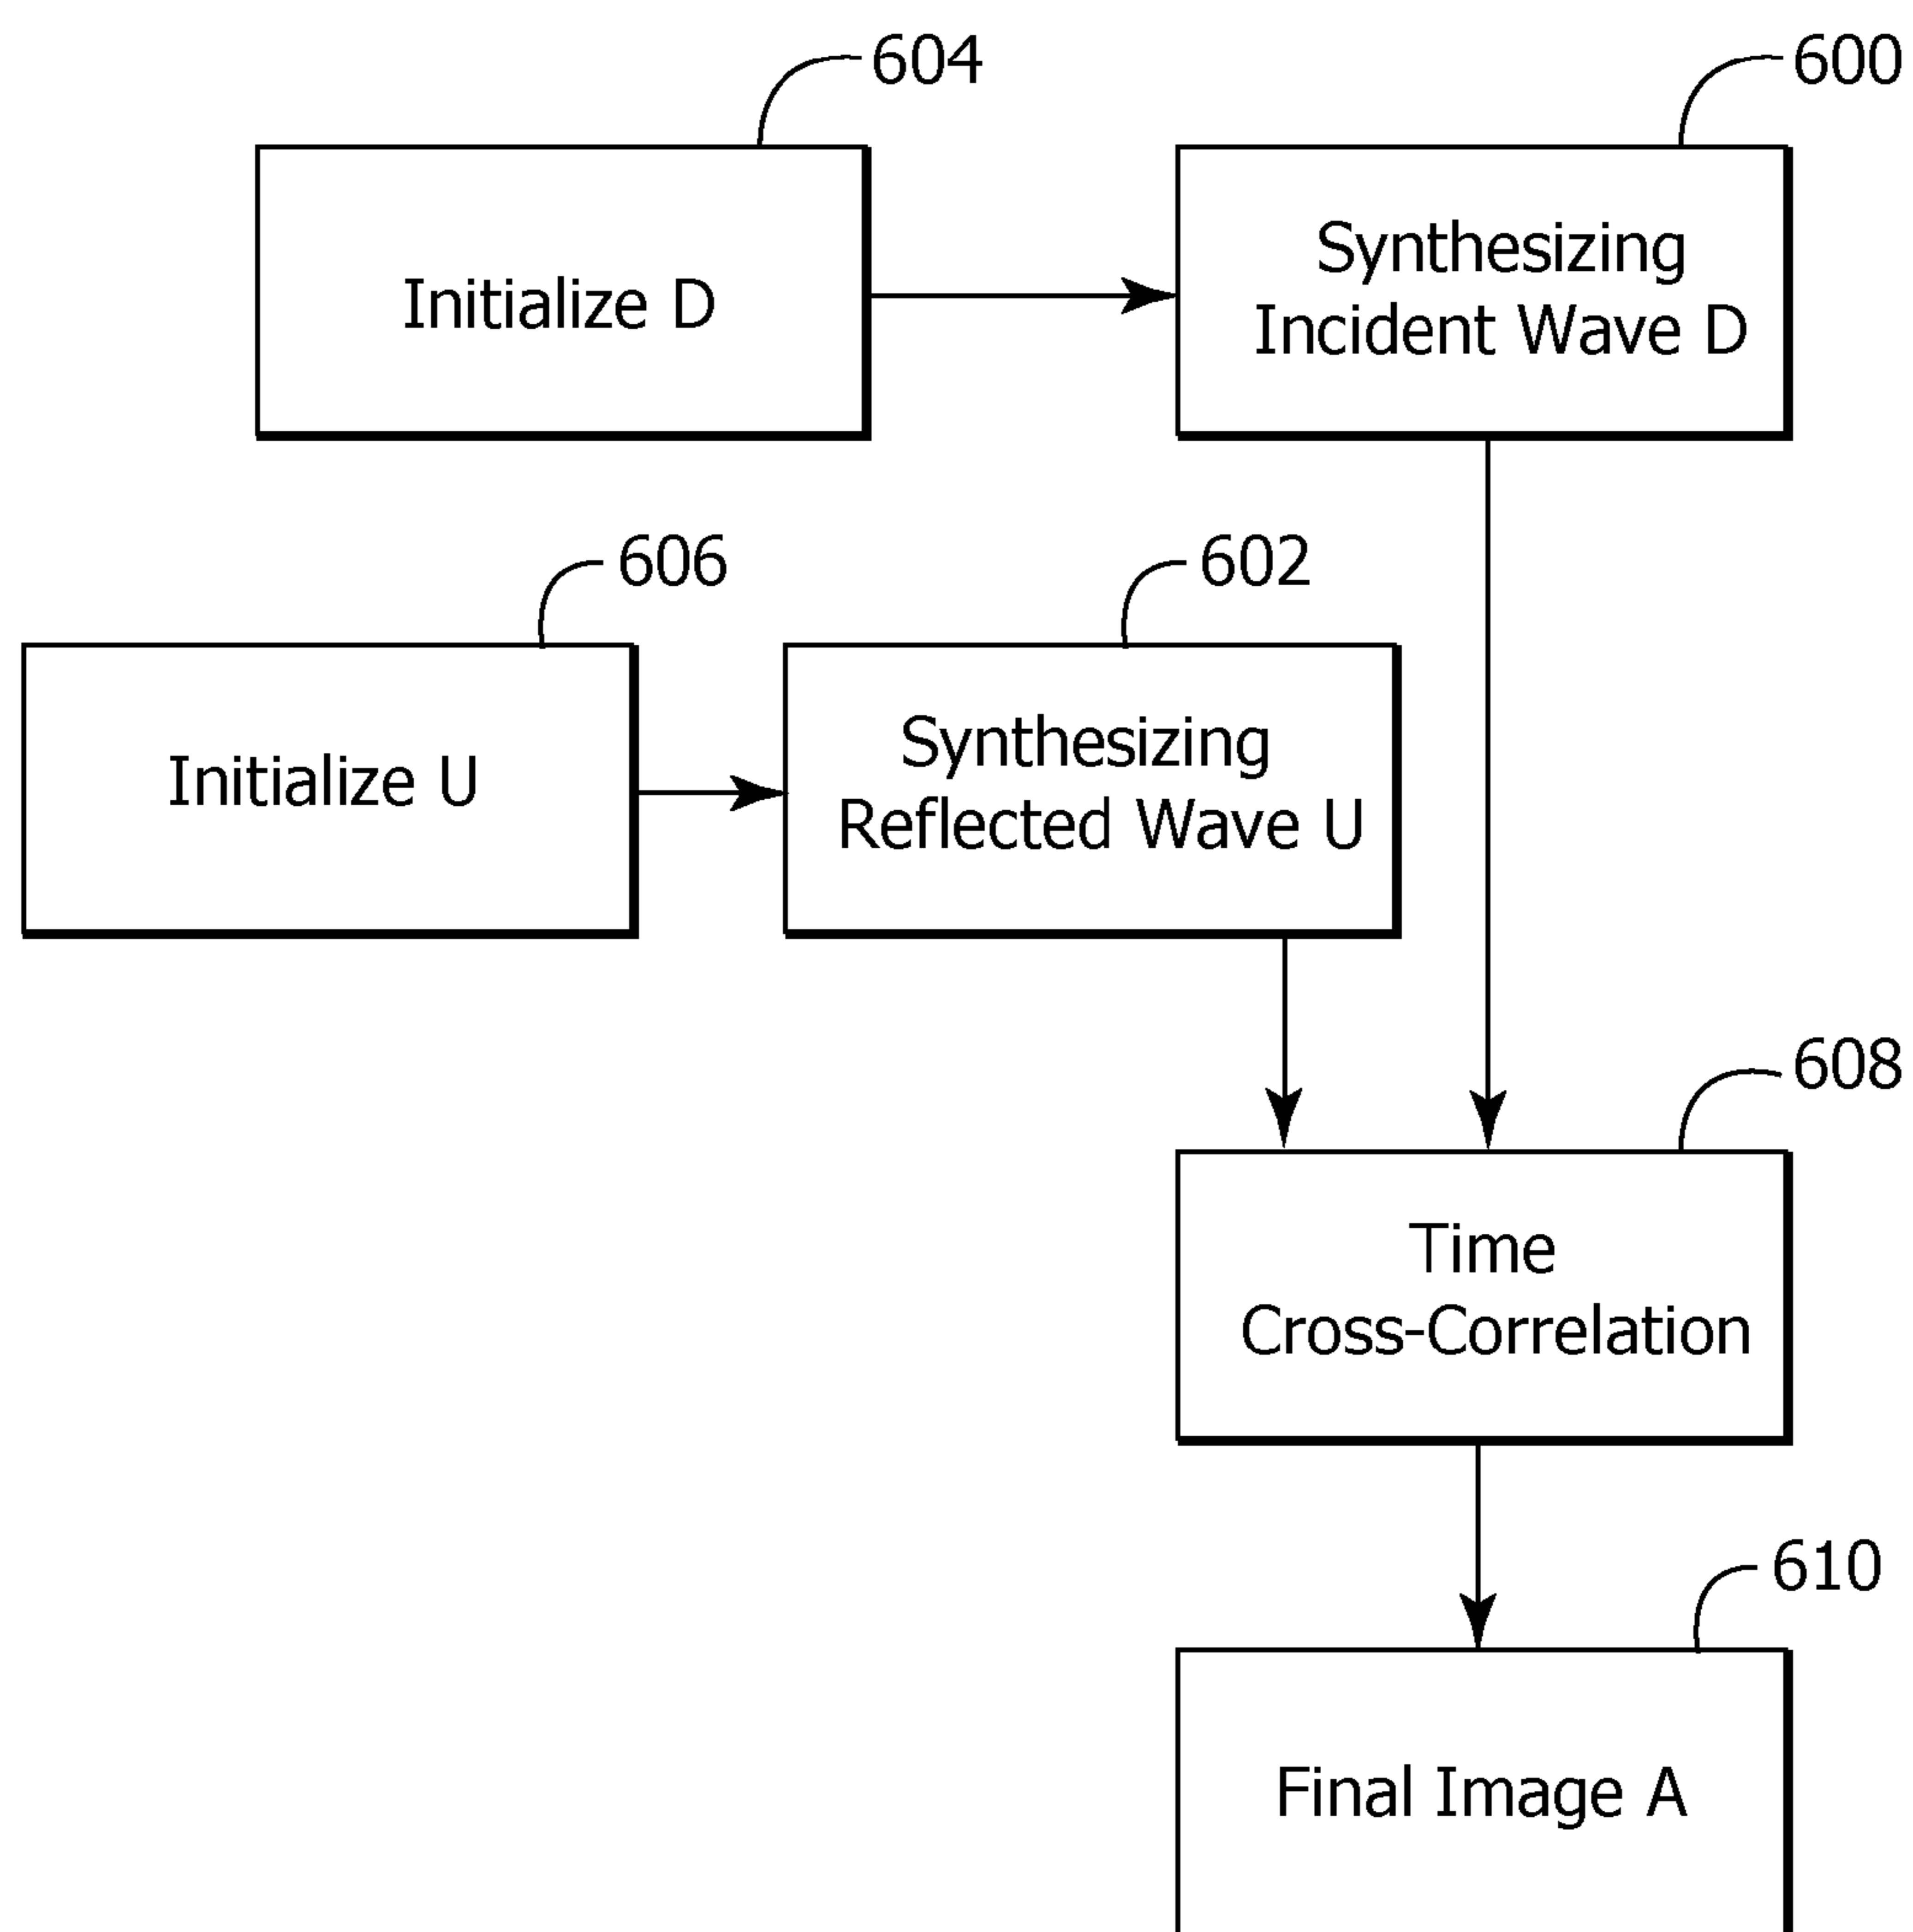 604
600
Initialize D
Synthesizing
Incident Wave D
606
602
Initialize U
Synthesizing
Reflected Wave U
608
Time
Cross-Correlation
610
Final Image A